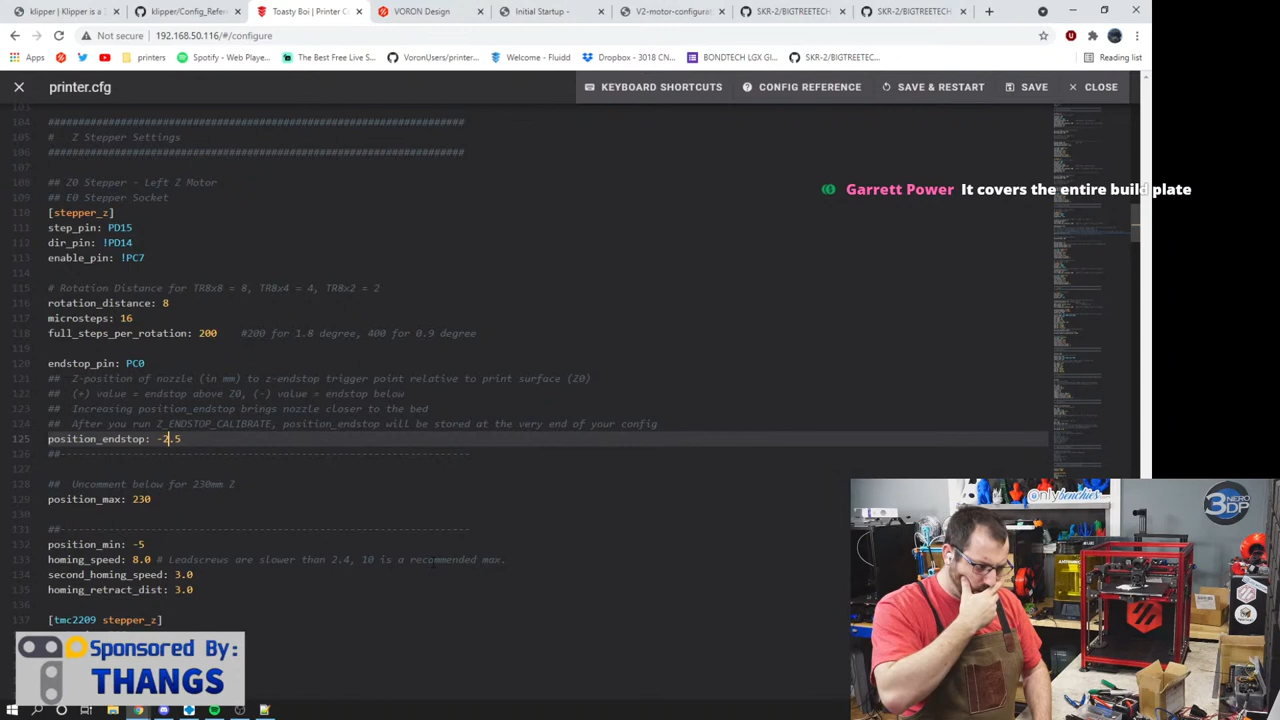 klipper | Klipper is a 3
klipper/Config_Refer
Toasty Boi | Printer C
VORON Design
Initial Startup -
V2-motor-configura
SKR-2/BIGTREETECH
SKR-2/BIGTREETECH
Not secure
192.168.50.116/#/configure
Apps
printers
Spotify - Web Playe...
The Best Free Live S...
VoronUsers/printer...
Welcome - Fluidd
Dropbox - 3018 CN...
BONDTECH LGX G...
SKR-2/BIGTREETEC...
Reading list
printer.cfg
KEYBOARD SHORTCUTS
CONFIG REFERENCE
SAVE & RESTART
SAVE
CLOSE
103
104 #####################################################################
105 #   Z Stepper Settings
106 #####################################################################
107
108 ## Z0 Stepper - Left Z Motor
109 ## E0 Stepper Socket
110 [stepper_z]
111 step_pin: PD15
112 dir_pin: !PD14
113 enable_pin: !PC7
114
115 # Rotation Distance for TR8x8 = 8, TR8x4 = 4, TR8x2 = 2
116 rotation_distance: 8
117 microsteps: 16
118 full_steps_per_rotation: 200    #200 for 1.8 degree, 400 for 0.9 degree
119
120 endstop_pin: PC0
121 ##  Z-position of nozzle (in mm) to z-endstop trigger point relative to print surface (Z0)
122 ##  (+) value = endstop above Z0, (-) value = endstop below
123 ##  Increasing position_endstop brings nozzle closer to the bed
124 ##  After you run Z_ENDSTOP_CALIBRATE, position_endstop will be stored at the very end of your config
125 position_endstop: -2.5
126 ##--------------------------------------------------------------------
127
128 ##  Uncomment below for 230mm Z
129 position_max: 230
130
131 ##--------------------------------------------------------------------
132 position_min: -5
133 homing_speed: 8.0 # Leadscrews are slower than 2.4, 10 is a recomended max.
134 second_homing_speed: 3.0
135 homing_retract_dist: 3.0
136
137 [tmc2209 stepper_z]
Garrett Power It covers the entire build plate
onlybenchies
3DNERO
3DP
Sponsored By:
THANGS